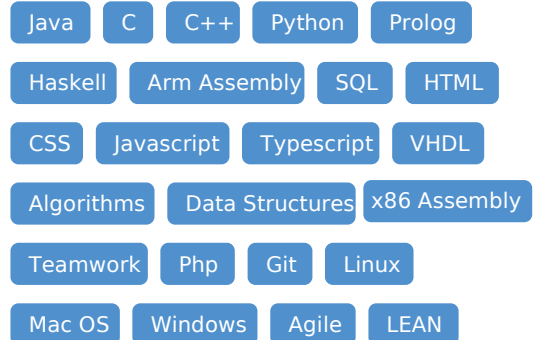 Java C C++ Python Prolog
Haskell Arm Assembly SQL HTML
CSS Javascript Typescript VHDL
Algorithms Data Structures x86 Assembly
Teamwork Php Git Linux
Mac OS Windows Agile LEAN